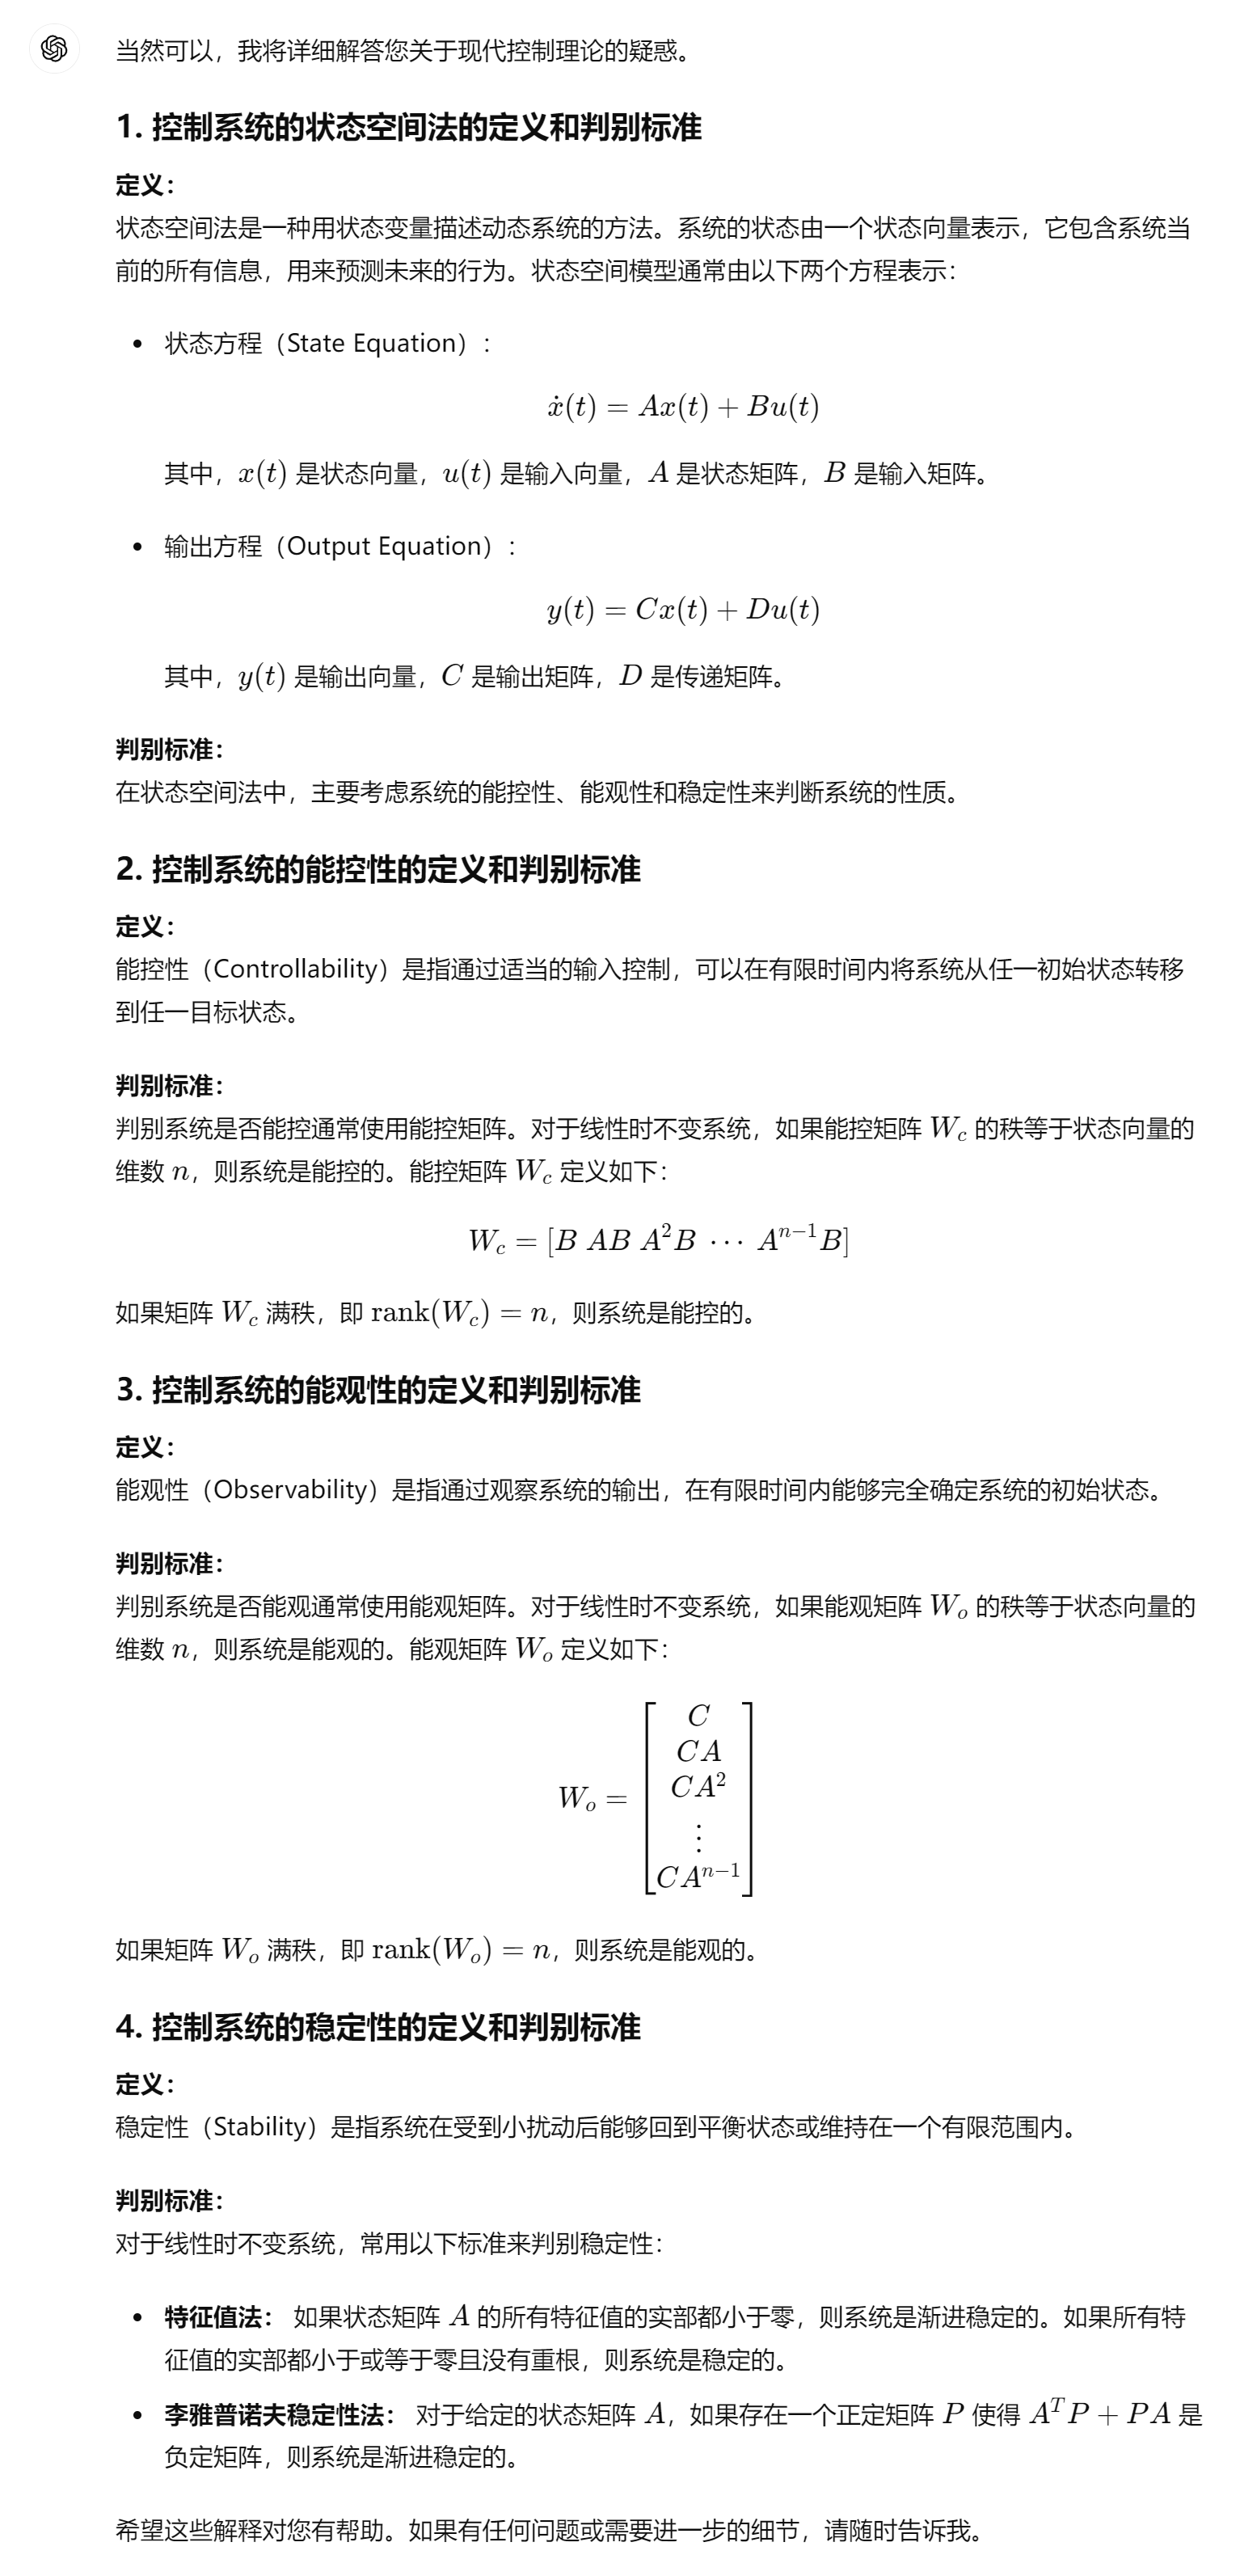 当然可以，我将详细解答您关于现代控制理论的疑惑。
1. 控制系统的状态空间法的定义和判别标准
定义：
状态空间法是一种用状态变量描述动态系统的方法。系统的状态由一个状态向量表示，它包含系统当
前的所有信息，用来预测未来的行为。状态空间模型通常由以下两个方程表示：
• 状态方程（State Equation）：
ẋ(t) = Ax(t) + Bu(t)
其中，x(t) 是状态向量，u(t) 是输入向量，A 是状态矩阵，B 是输入矩阵。
• 输出方程（Output Equation）：
y(t) = Cx(t) + Du(t)
其中，y(t) 是输出向量，C 是输出矩阵，D 是传递矩阵。
判别标准：
在状态空间法中，主要考虑系统的能控性、能观性和稳定性来判断系统的性质。
2. 控制系统的能控性的定义和判别标准
定义：
能控性（Controllability）是指通过适当的输入控制，可以在有限时间内将系统从任一初始状态转移
到任一目标状态。
判别标准：
判别系统是否能控通常使用能控矩阵。对于线性时不变系统，如果能控矩阵 W_c 的秩等于状态向量的
维数 n，则系统是能控的。能控矩阵 W_c 定义如下：
W_c = [B AB A²B ⋯ Aⁿ⁻¹B]
如果矩阵 W_c 满秩，即 rank(W_c) = n，则系统是能控的。
3. 控制系统的能观性的定义和判别标准
定义：
能观性（Observability）是指通过观察系统的输出，在有限时间内能够完全确定系统的初始状态。
判别标准：
判别系统是否能观通常使用能观矩阵。对于线性时不变系统，如果能观矩阵 W_o 的秩等于状态向量的
维数 n，则系统是能观的。能观矩阵 W_o 定义如下：
W_o =
C
CA
CA²
⋮
CAⁿ⁻¹
如果矩阵 W_o 满秩，即 rank(W_o) = n，则系统是能观的。
4. 控制系统的稳定性的定义和判别标准
定义：
稳定性（Stability）是指系统在受到小扰动后能够回到平衡状态或维持在一个有限范围内。
判别标准：
对于线性时不变系统，常用以下标准来判别稳定性：
• 特征值法： 如果状态矩阵 A 的所有特征值的实部都小于零，则系统是渐进稳定的。如果所有特
征值的实部都小于或等于零且没有重根，则系统是稳定的。
• 李雅普诺夫稳定性法： 对于给定的状态矩阵 A，如果存在一个正定矩阵 P 使得 AᵀP + PA 是
负定矩阵，则系统是渐进稳定的。
希望这些解释对您有帮助。如果有任何问题或需要进一步的细节，请随时告诉我。